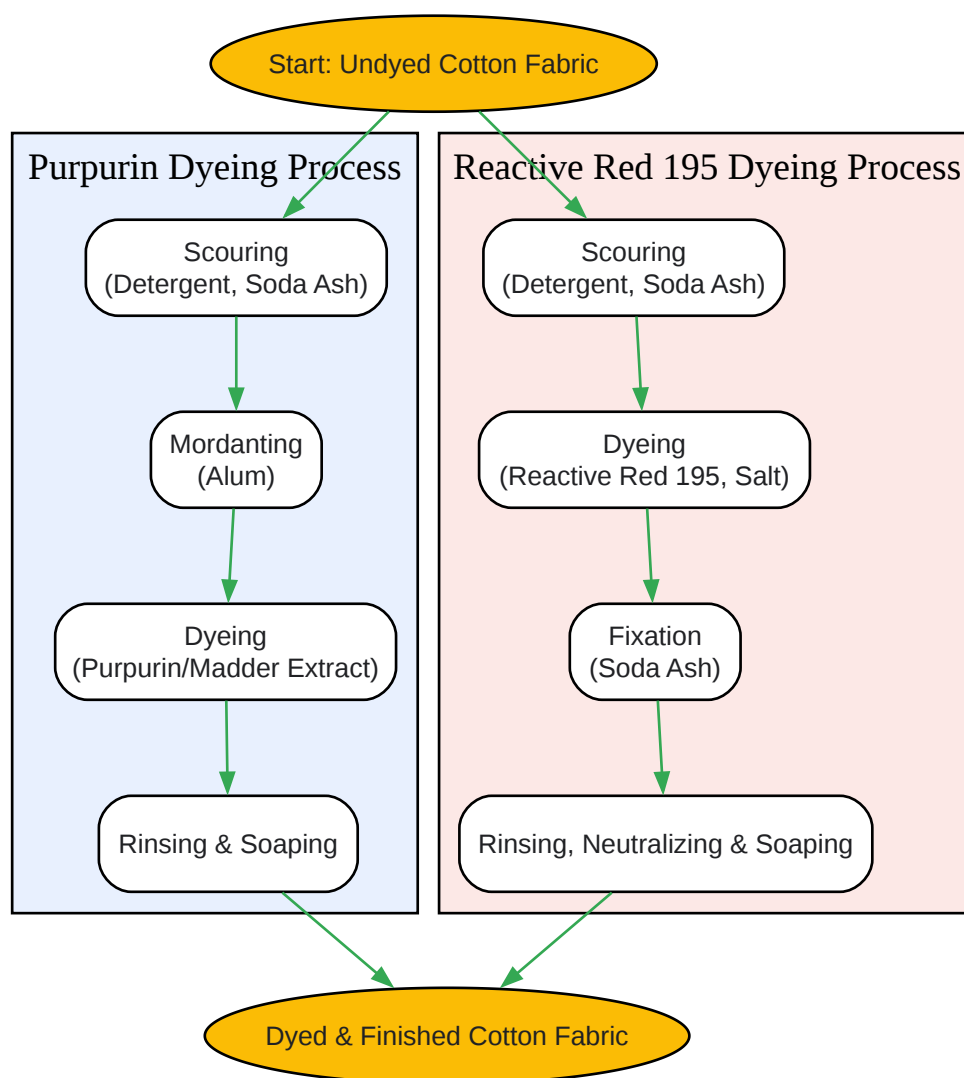 Start: Undyed Cotton Fabric
Purpurin Dyeing Process
Scouring
(Detergent, Soda Ash)
Mordanting
(Alum)
Dyeing
(Purpurin/Madder Extract)
Rinsing & Soaping
Reactive Red 195 Dyeing Process
Scouring
(Detergent, Soda Ash)
Dyeing
(Reactive Red 195, Salt)
Fixation
(Soda Ash)
Rinsing, Neutralizing & Soaping
Dyed & Finished Cotton Fabric